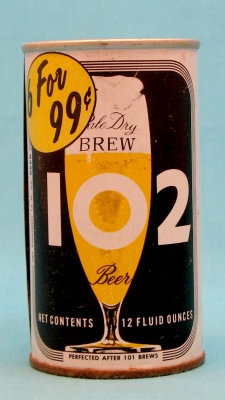 6 For
99¢
Pale Dry
BREW
102
Beer
NET CONTENTS 12 FLUID OUNCES
PERFECTED AFTER 101 BREWS